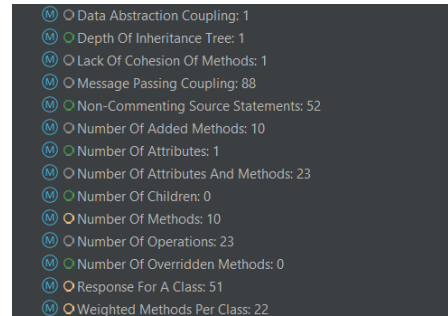 M Data Abstraction Coupling: 1
M Depth Of Inheritance Tree: 1
M Lack Of Cohesion Of Methods: 1
M Message Passing Coupling: 88
M Non-Commenting Source Statements: 52
M Number Of Added Methods: 10
M Number Of Attributes: 1
M Number Of Attributes And Methods: 23
M Number Of Children: 0
M Number Of Methods: 10
M Number Of Operations: 23
M Number Of Overridden Methods: 0
M Response For A Class: 51
M Weighted Methods Per Class: 22